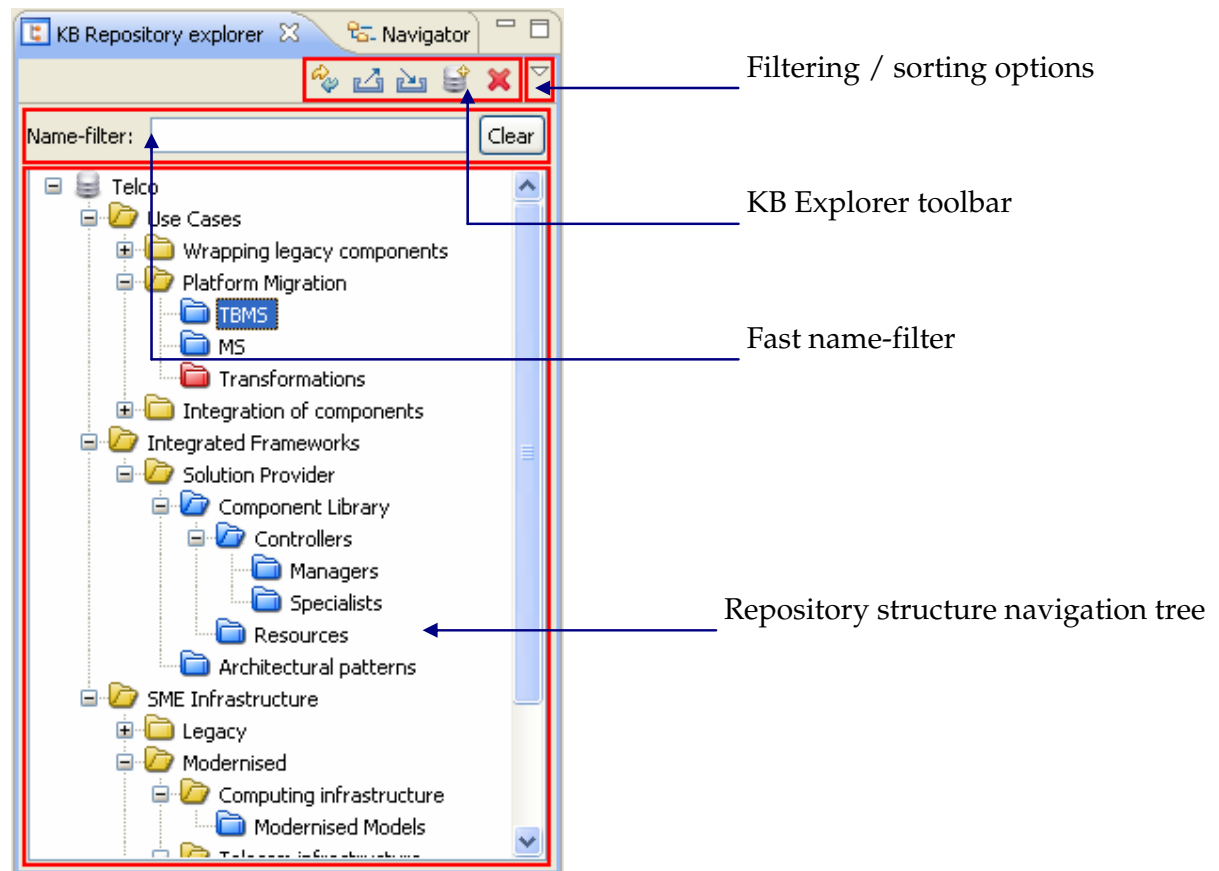 KB Repository explorer Navigator
Filtering / sorting options
Name-filter: Clear
Telco
KB Explorer toolbar
Use Cases
Wrapping legacy components
Platform Migration
TBMS
Fast name-filter
MS
Transformations
Integration of components
Integrated Frameworks
Solution Provider
Component Library
Controllers
Managers
Specialists
Repository structure navigation tree
Resources
Architectural patterns
SME Infrastructure
Legacy
Modernised
Computing infrastructure
Modernised Models
Telecom infrastructure